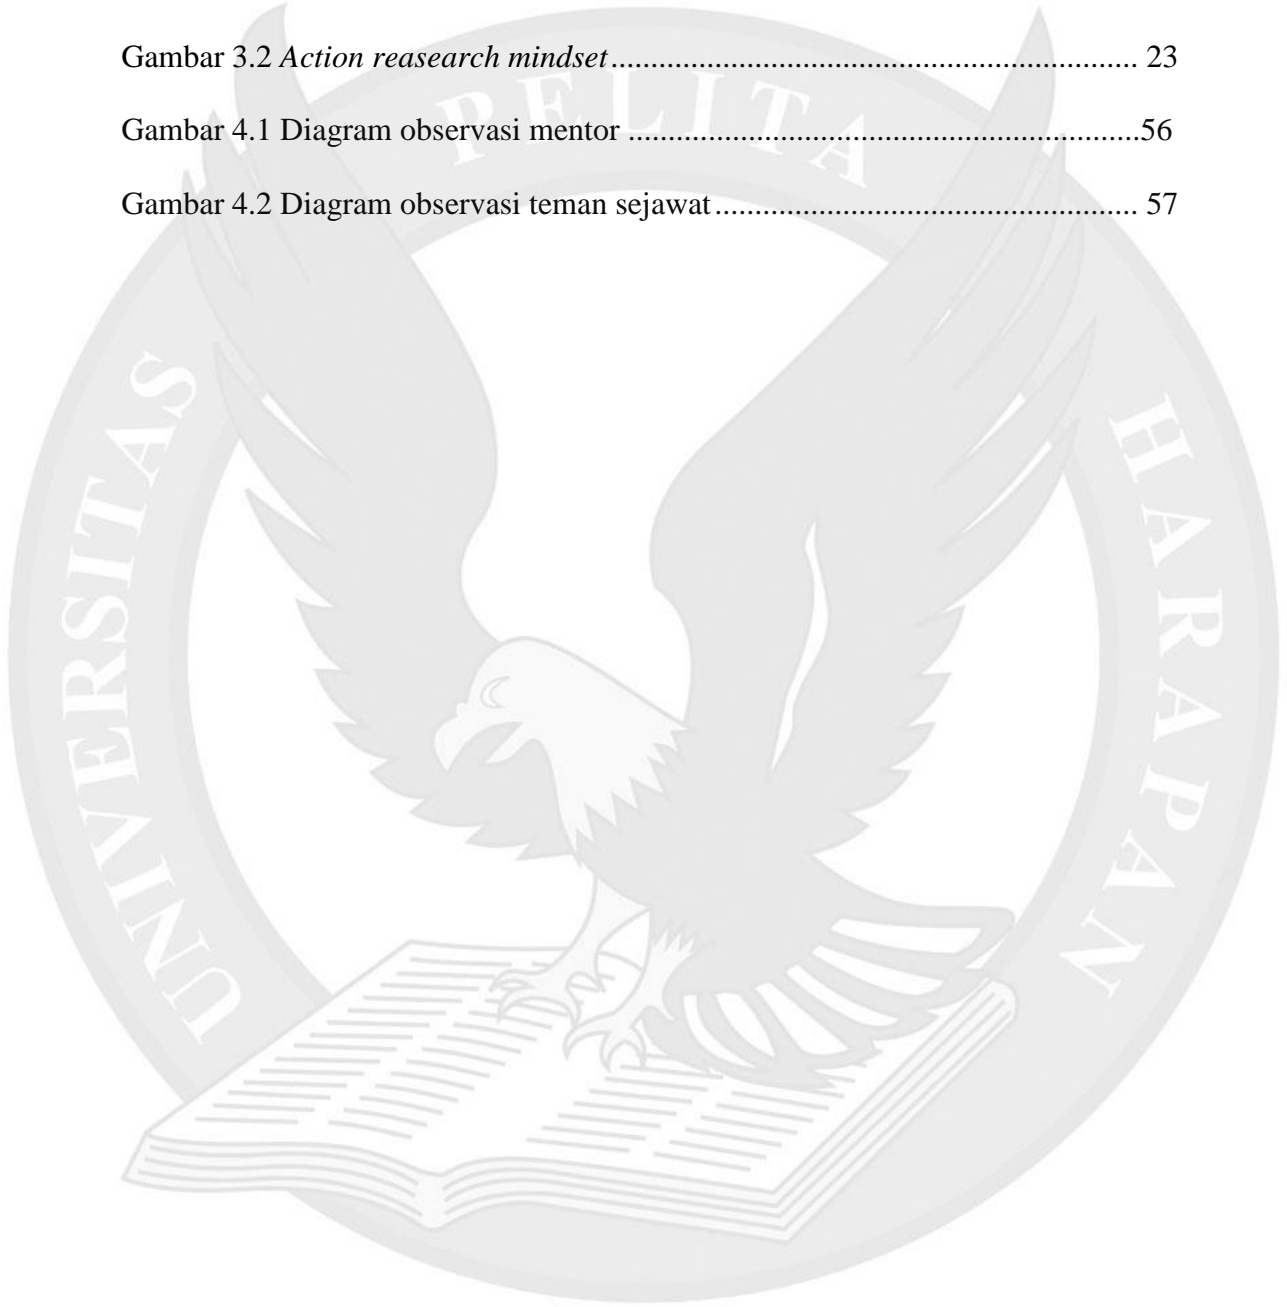 Gambar 3.2 Action reasearch mindset................................................................. 23
Gambar 4.1 Diagram observasi mentor ...............................................................56
Gambar 4.2 Diagram observasi teman sejawat.................................................... 57
UNIVERSITAS PELITA HARAPAN